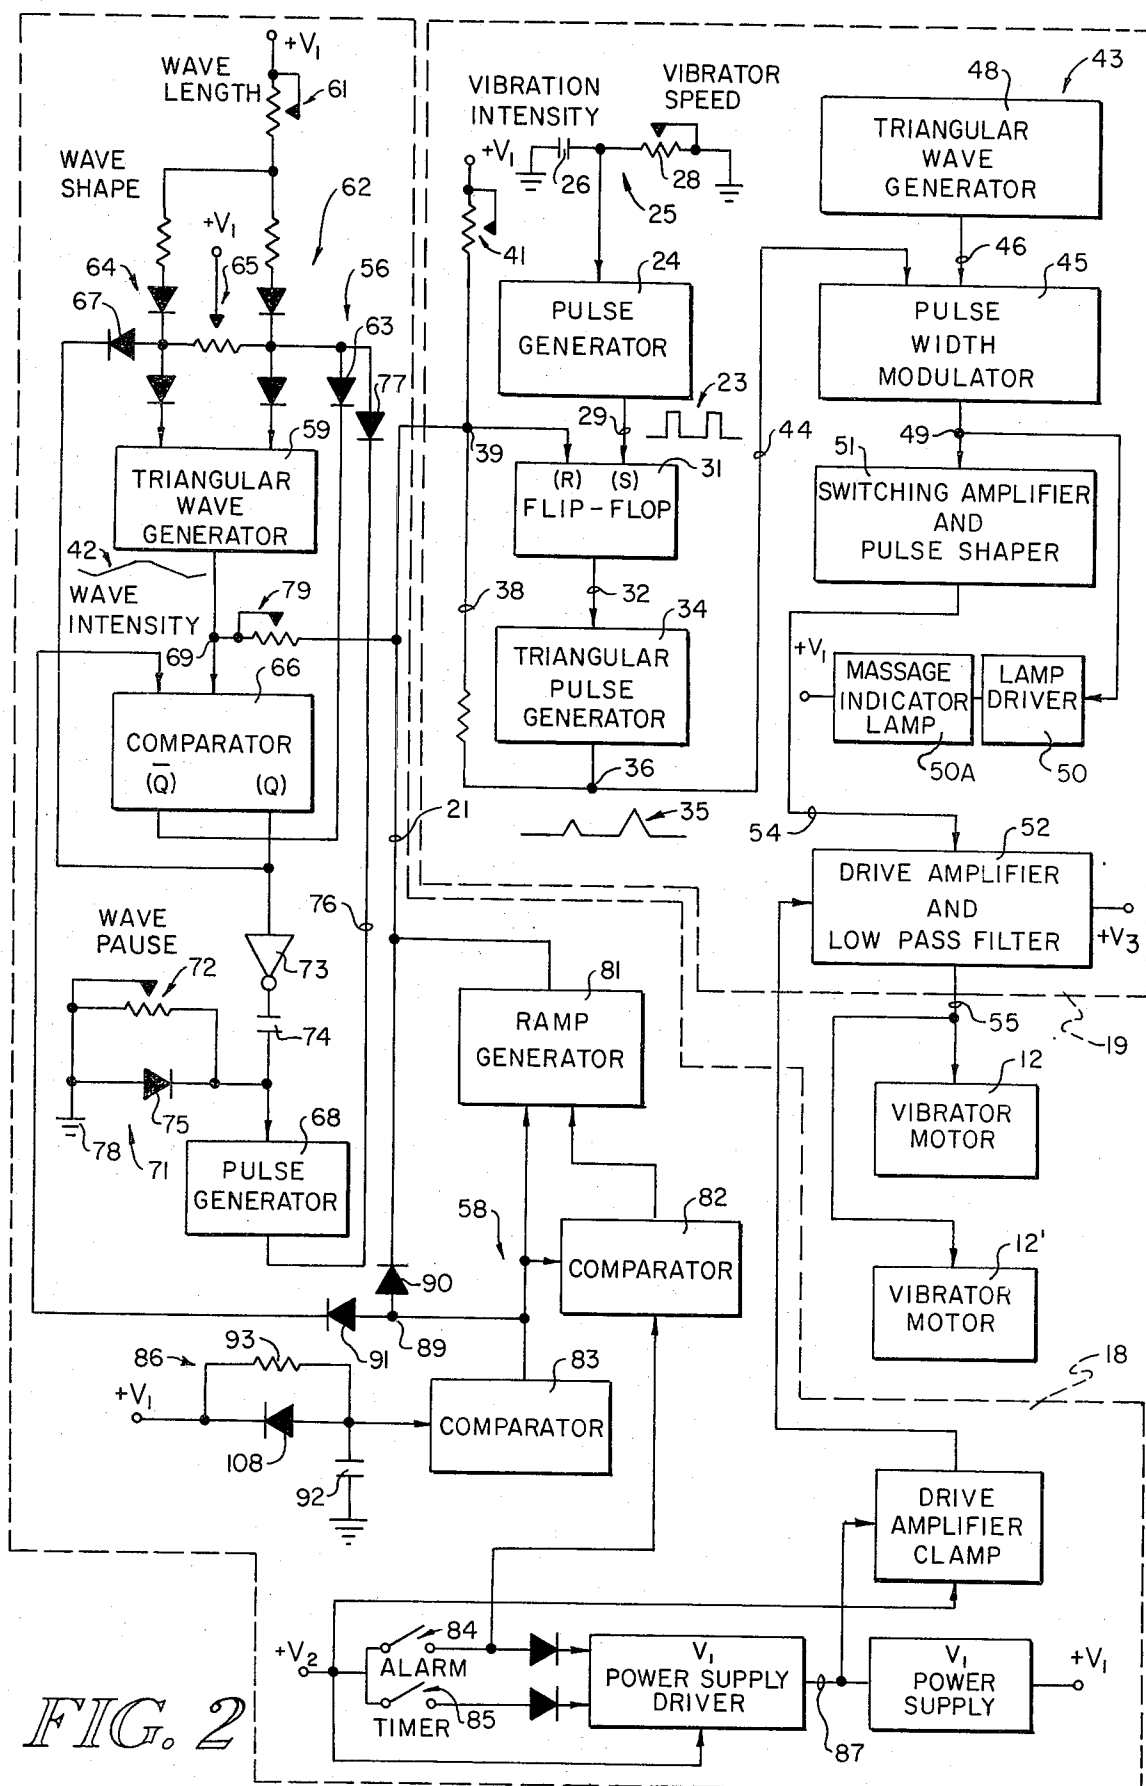 +V1
WAVE
LENGTH
61
WAVE
SHAPE
+V1
62
64
65
56
67
63
77
59
TRIANGULAR
WAVE
GENERATOR
42
WAVE
INTENSITY
79
69
66
COMPARATOR
(Q̅) (Q)
21
76
WAVE
PAUSE
72
73
74
75
78
71
68
PULSE
GENERATOR
VIBRATION
INTENSITY
VIBRATOR
SPEED
+V1
26
28
25
41
24
PULSE
GENERATOR
23
29
39
31
(R) (S)
FLIP-FLOP
44
38
32
34
TRIANGULAR
PULSE
GENERATOR
36
35
43
48
TRIANGULAR
WAVE
GENERATOR
46
45
PULSE
WIDTH
MODULATOR
49
51
SWITCHING AMPLIFIER
AND
PULSE SHAPER
+V1
MASSAGE
INDICATOR
LAMP
LAMP
DRIVER
50A
50
54
52
DRIVE AMPLIFIER
AND
LOW PASS FILTER
+V3
55
19
12
VIBRATOR
MOTOR
12'
VIBRATOR
MOTOR
18
81
RAMP
GENERATOR
58
82
COMPARATOR
90
91
89
86
93
+V1
108
92
83
COMPARATOR
DRIVE
AMPLIFIER
CLAMP
+V2
84
ALARM
85
TIMER
V1
POWER SUPPLY
DRIVER
87
V1
POWER
SUPPLY
+V1
FIG. 2